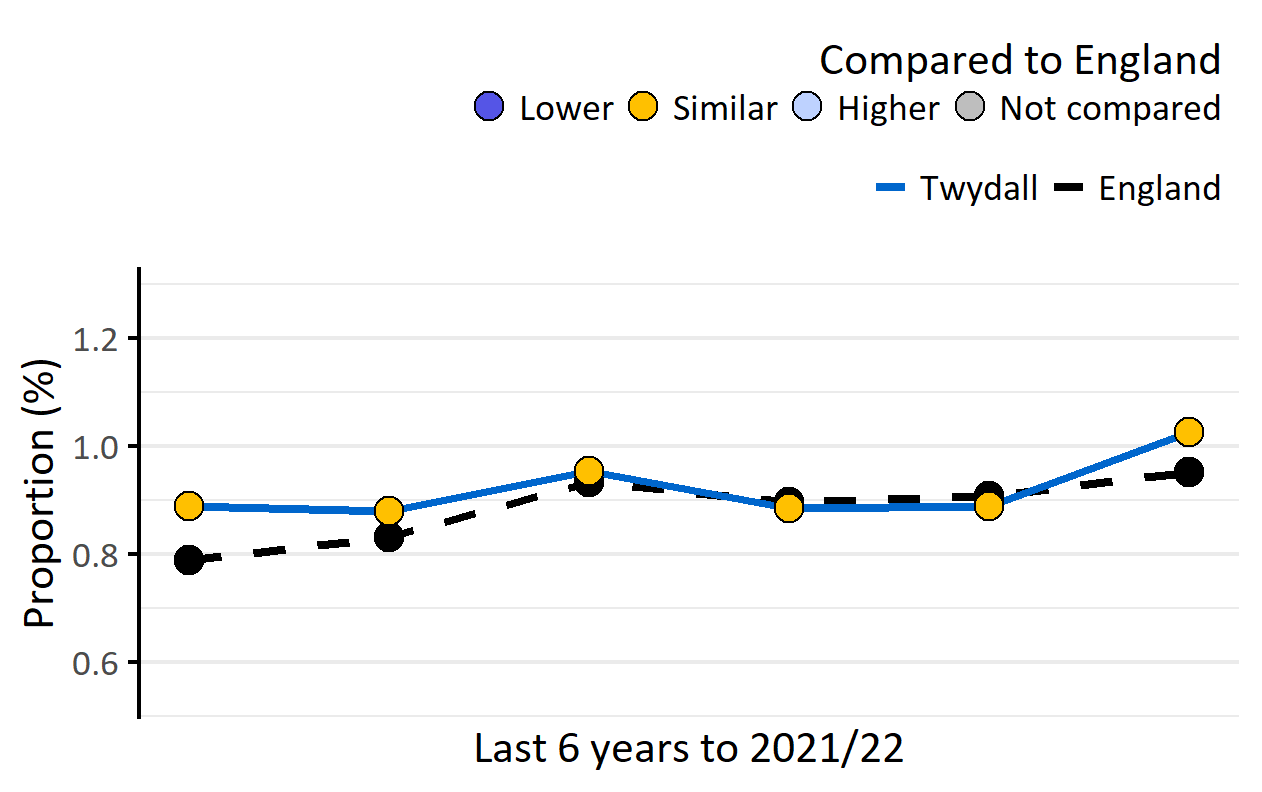 Compared to England
Lower Similar Higher Not compared
Twydall England
1.2
1.0
0.8
0.6
Proportion (%)
Last 6 years to 2021/22